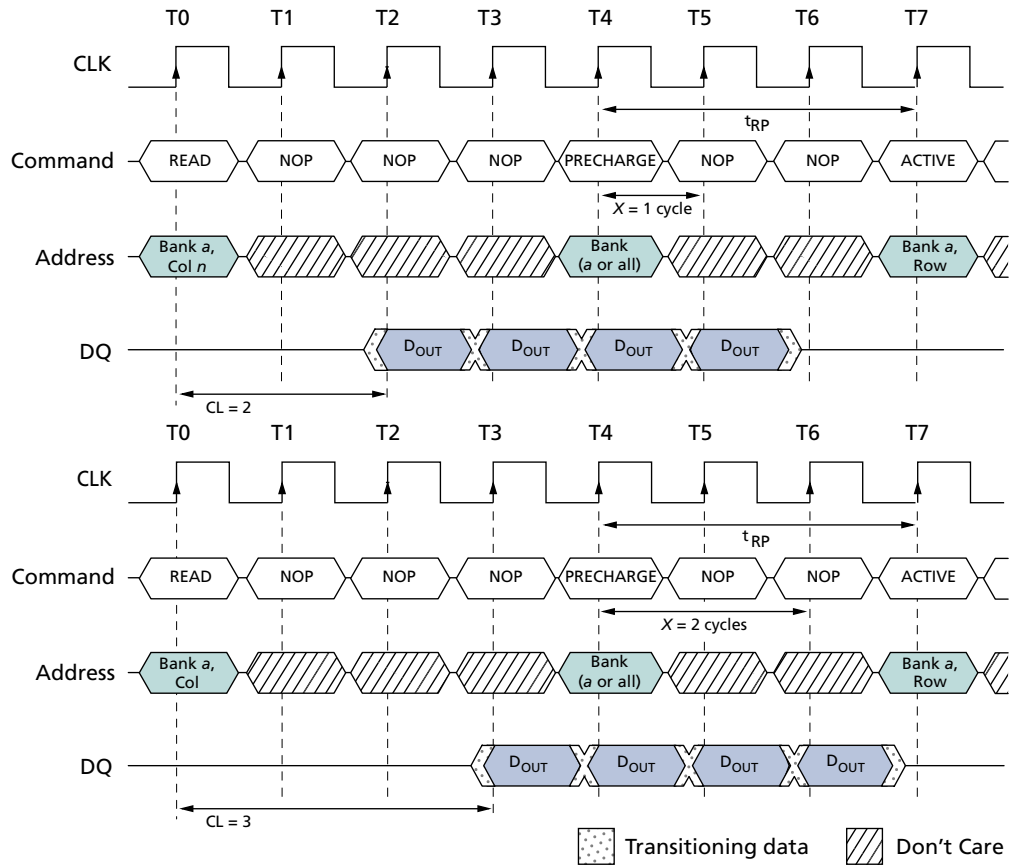 T0 T1 T2 T3 T4 T5 T6 T7
CLK
tRP
Command READ NOP NOP NOP PRECHARGE NOP NOP ACTIVE
X = 1 cycle
Address Bank a, Col n Bank (a or all) Bank a, Row
DQ DOUT DOUT DOUT DOUT
CL = 2
T0 T1 T2 T3 T4 T5 T6 T7
CLK
tRP
Command READ NOP NOP NOP PRECHARGE NOP NOP ACTIVE
X = 2 cycles
Address Bank a, Col Bank (a or all) Bank a, Row
DQ DOUT DOUT DOUT DOUT
CL = 3
Transitioning data Don't Care